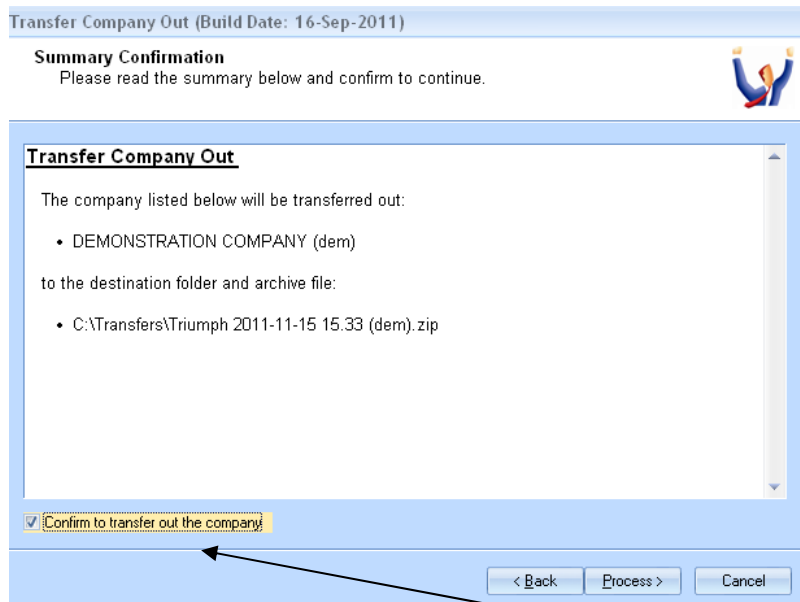 Transfer Company Out (Build Date: 16-Sep-2011)
Summary Confirmation
Please read the summary below and confirm to continue.
Transfer Company Out
The company listed below will be transferred out:
• DEMONSTRATION COMPANY (dem)
to the destination folder and archive file:
• C:\Transfers\Triumph 2011-11-15 15.33 (dem).zip
Confirm to transfer out the company
< Back Process > Cancel